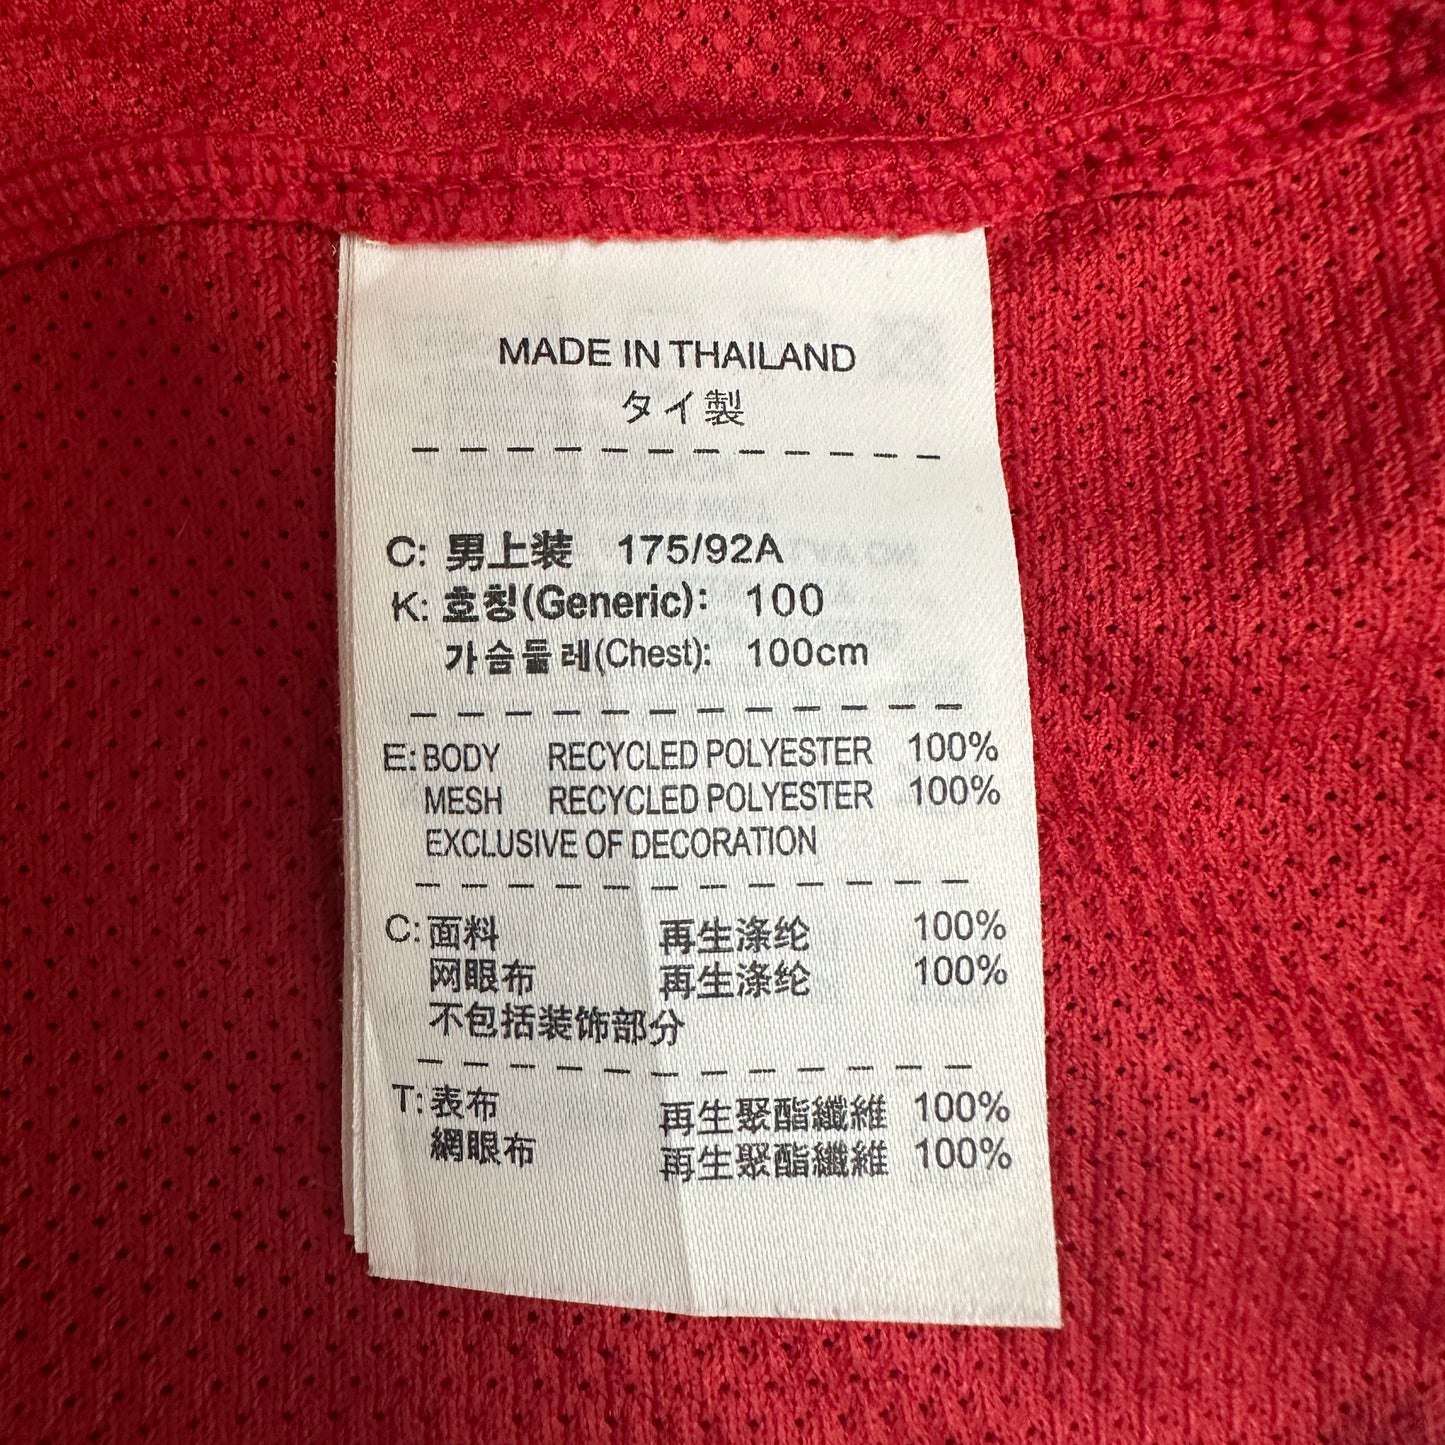 MADE IN THAILAND
タイ製
C: 男上装 175/92A
K: 호칭(Generic): 100
가슴둘레(Chest): 100cm
E: BODY RECYCLED POLYESTER 100%
MESH RECYCLED POLYESTER 100%
EXCLUSIVE OF DECORATION
C: 面料 再生涤纶 100%
网眼布 再生涤纶 100%
不包括装饰部分
T: 表布 再生聚酯纖維 100%
網眼布 再生聚酯纖維 100%